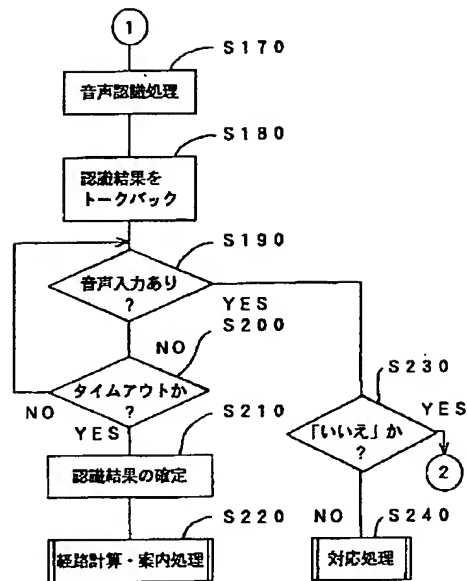 1
S170
音声認識処理
S180
認識結果を
トークバック
S190
音声入力あり
?
YES
S200
NO
タイムアウトか
?
NO
YES
S210
認識結果の確定
S220
経路計算・案内処理
S230
「いいえ」か
?
YES
2
NO
S240
対応処理